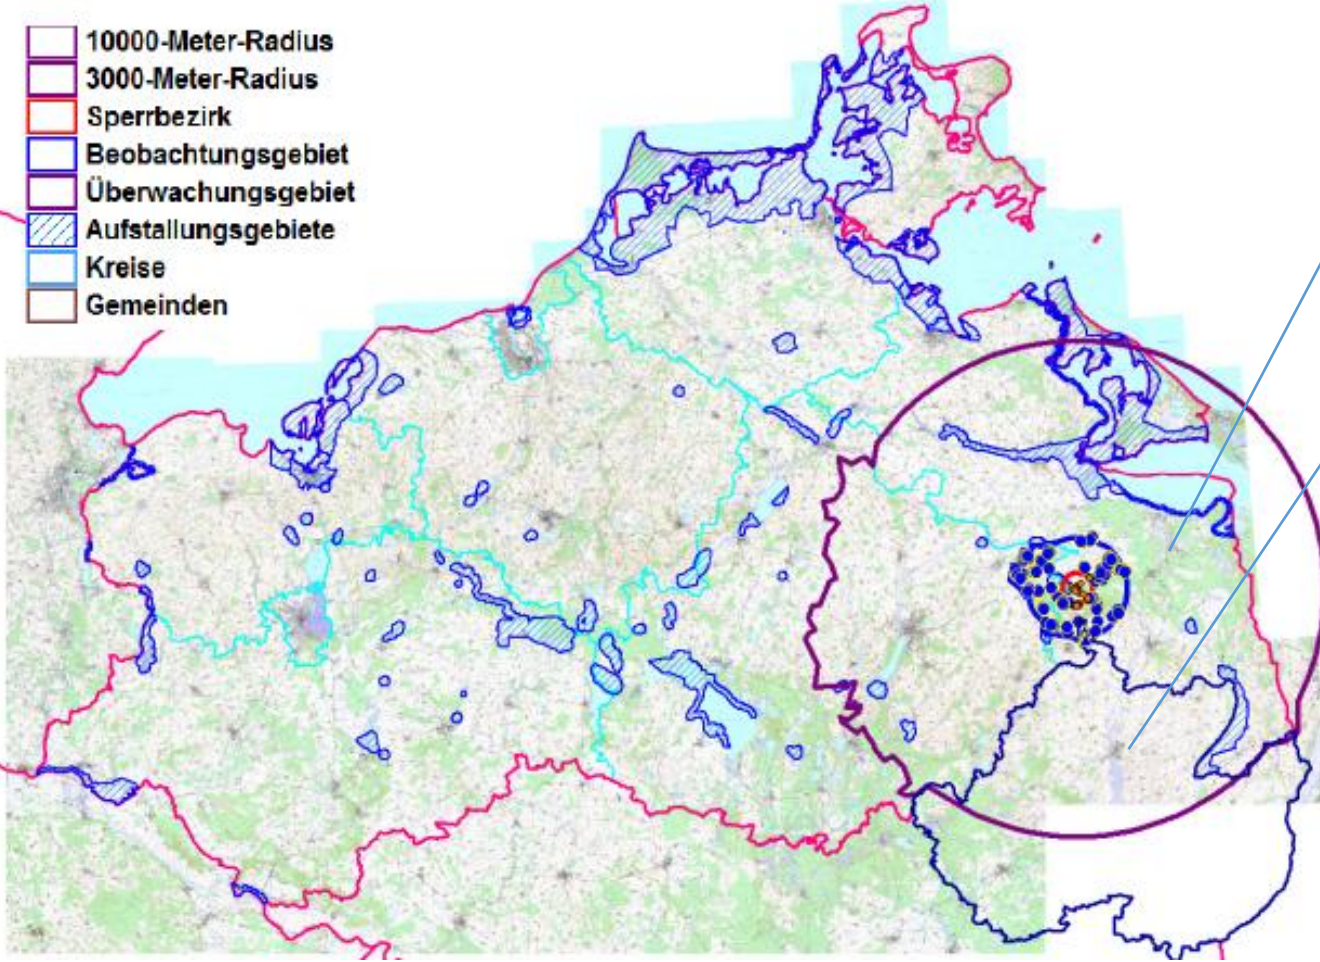 10000-Meter-Radius
3000-Meter-Radius
Sperrbezirk
Beobachtungsgebiet
Überwachungsgebiet
Aufstallungsgebiete
Kreise
Gemeinden